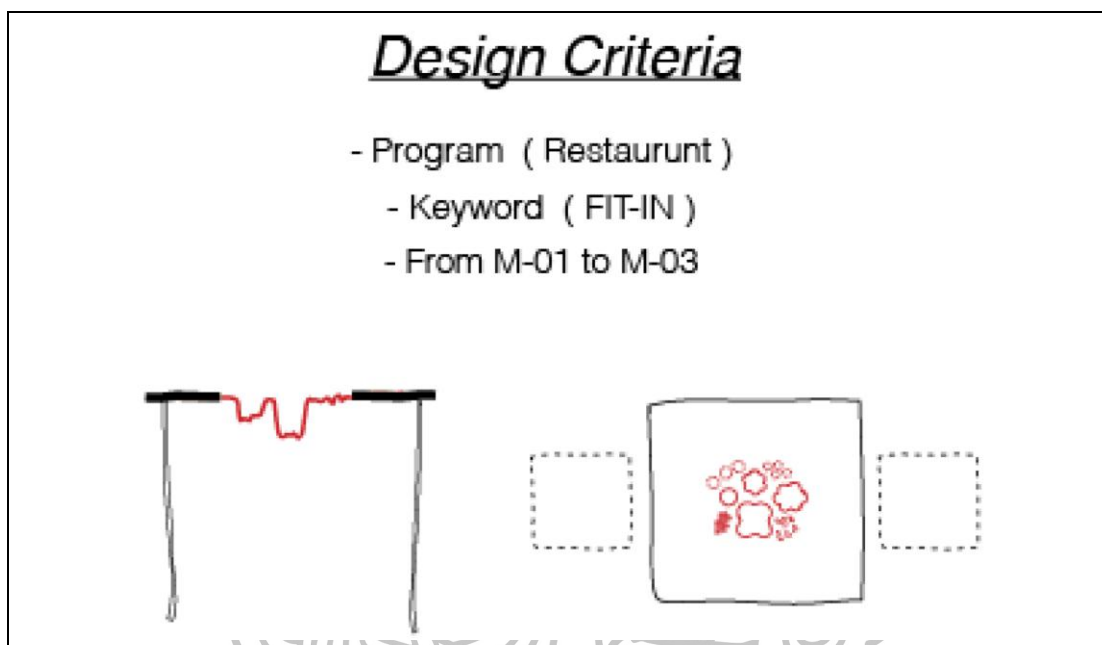 Design Criteria
- Program ( Restaurunt )
- Keyword ( FIT-IN )
- From M-01 to M-03